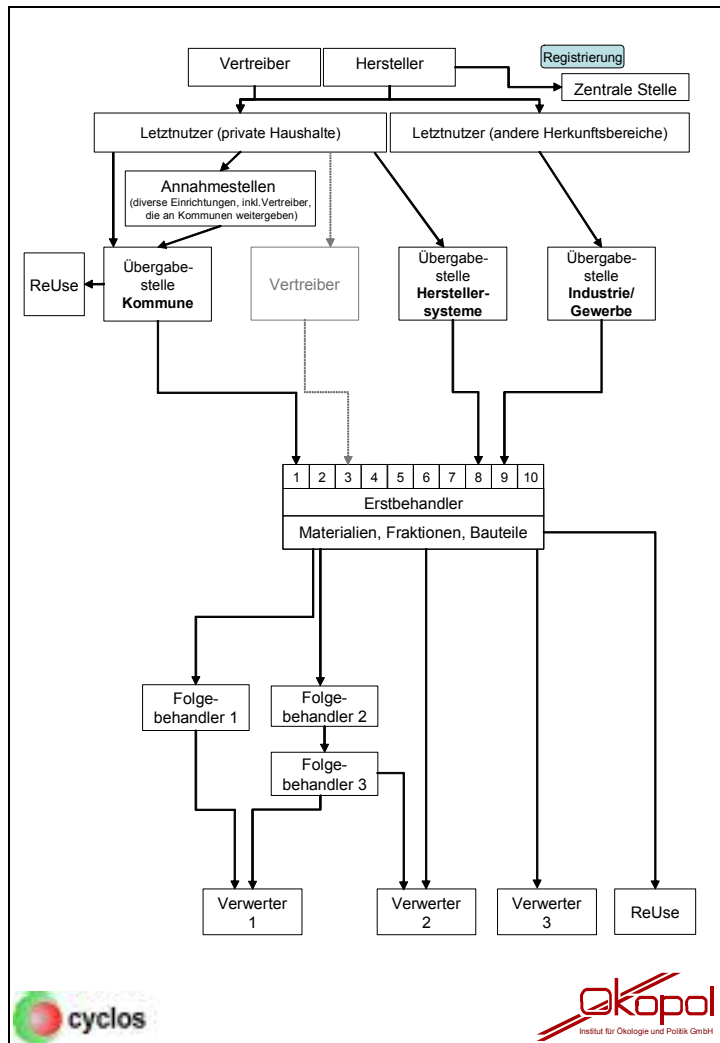 Vertreiber
Hersteller
Registrierung
Zentrale Stelle
Letztnutzer (private Haushalte)
Letztnutzer (andere Herkunftsbereiche)
Annahmestellen
(diverse Einrichtungen, inkl.Vertreiber,
die an Kommunen weitergeben)
ReUse
Übergabe-
stelle
Kommune
Vertreiber
Übergabe-
stelle
Hersteller-
systeme
Übergabe-
stelle
Industrie/
Gewerbe
1 2 3 4 5 6 7 8 9 10
Erstbehandler
Materialien, Fraktionen, Bauteile
Folge-
behandler 1
Folge-
behandler 2
Folge-
behandler 3
Verwerter
1
Verwerter
2
Verwerter
3
ReUse
cyclos
Ökopol
Institut für Ökologie und Politik GmbH